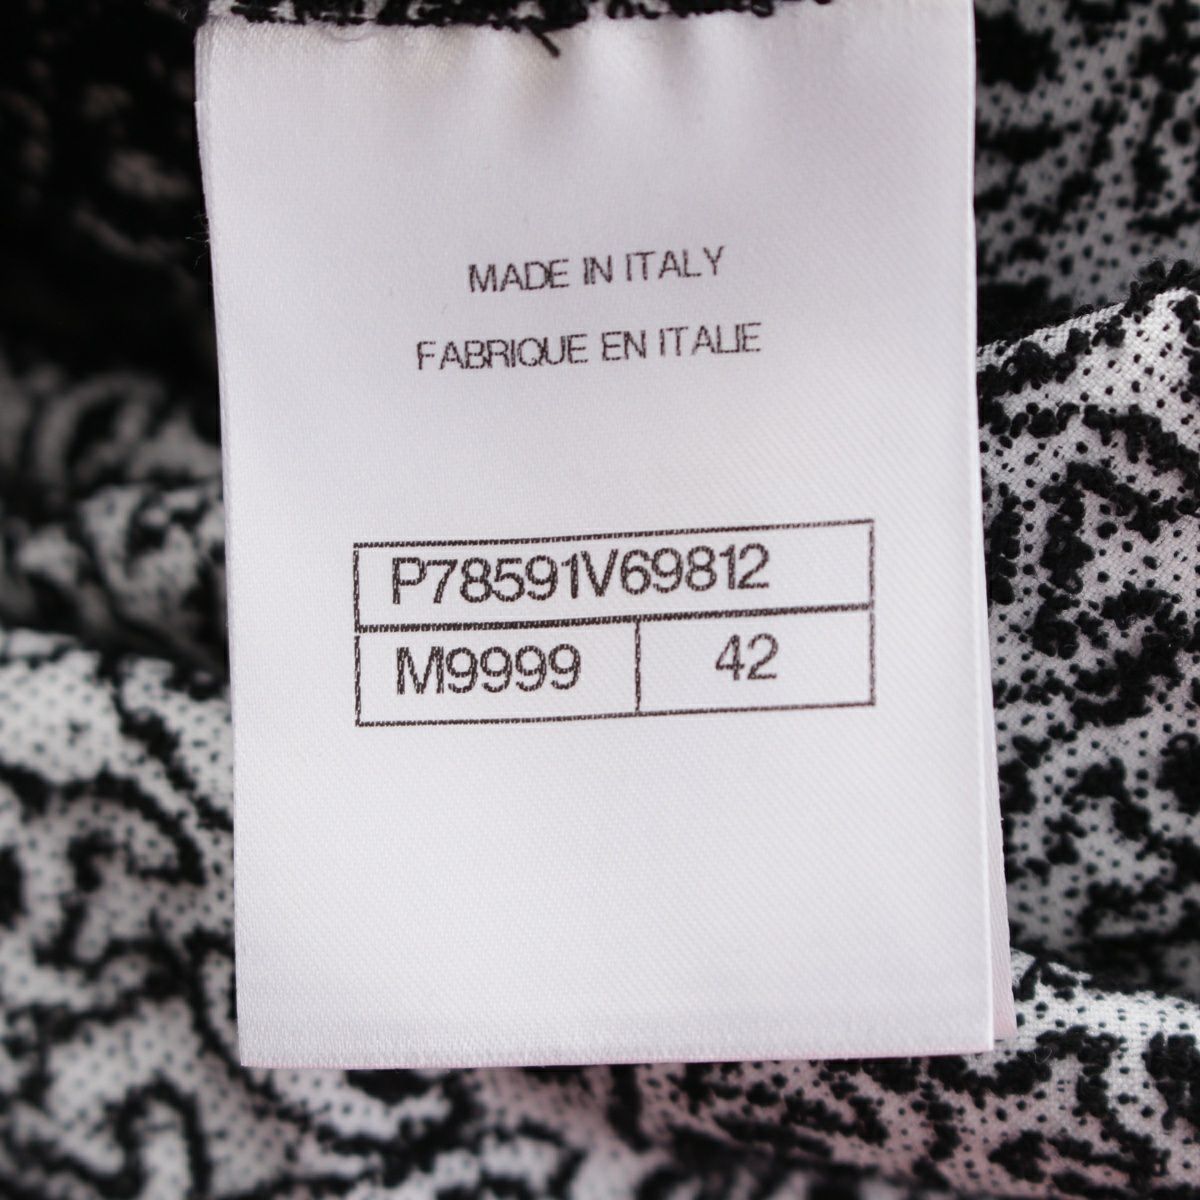 MADE IN ITALY
FABRIQUE EN ITALIE
P78591V69812
M9999 42